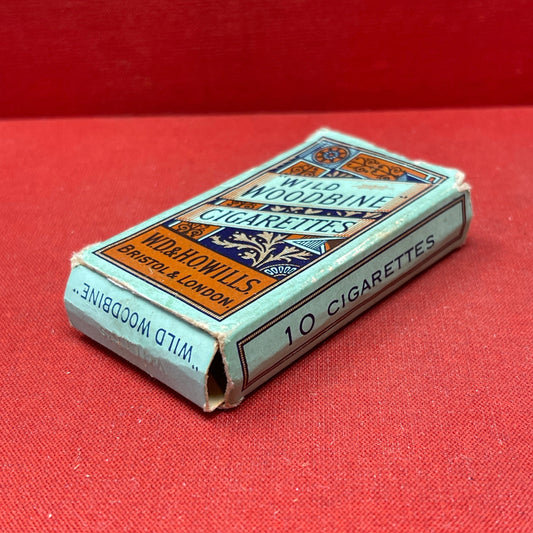 "WILD
WOODBINE"
CIGARETTES
W.D.& H.O.WILLS.
BRISTOL & LONDON.
10 CIGARETTES
"WILD WOODBINE"